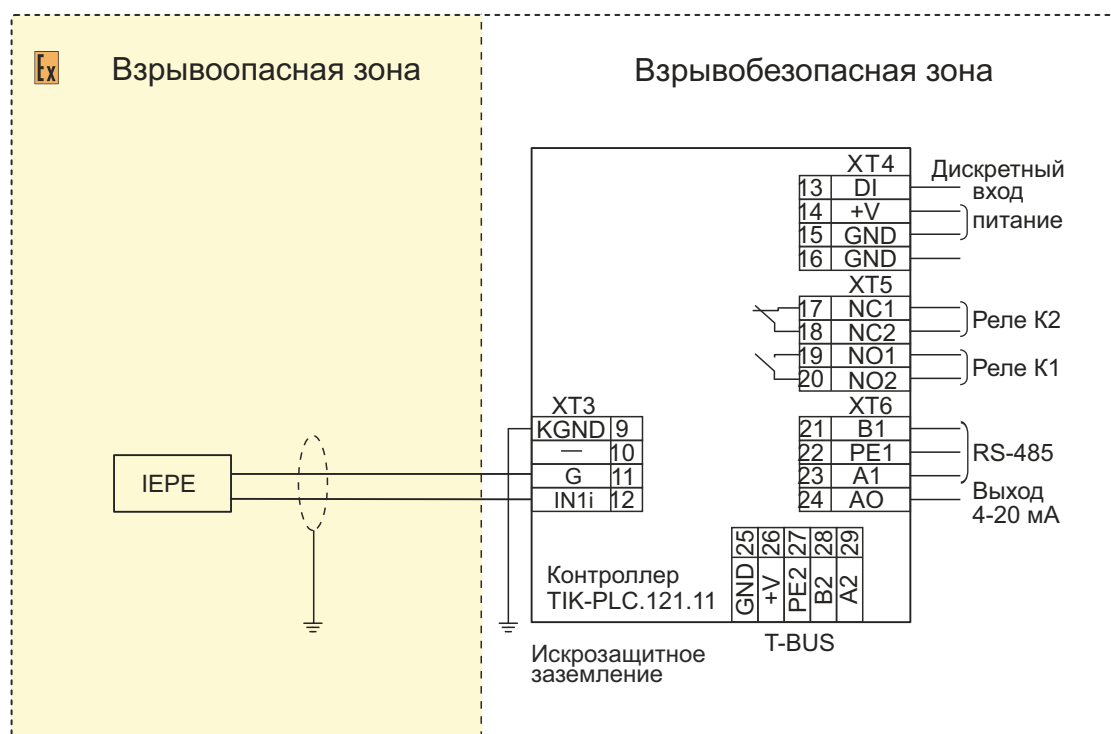 Ex
Взрывоопасная зона
Взрывобезопасная зона
XT4
13 DI
14 +V
15 GND
16 GND
Дискретный
вход
питание
XT5
17 NC1
18 NC2
19 NO1
20 NO2
Реле К2
Реле К1
XT3
KGND 9
— 10
G 11
IN1i 12
XT6
21 B1
22 PE1
23 A1
24 AO
RS-485
Выход
4-20 мА
IEPE
GND 25
+V 26
PE2 27
B2 28
A2 29
Контроллер
TIK-PLC.121.11
T-BUS
Искрозащитное
заземление